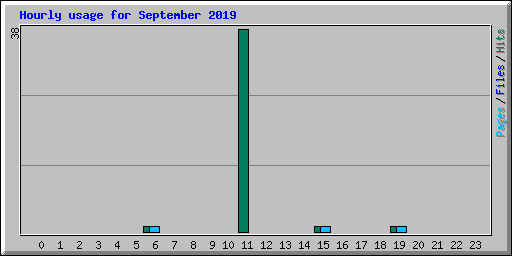 Hourly usage for September 2019
38
Pages/Files/Hits
0 1 2 3 4 5 6 7 8 9 10 11 12 13 14 15 16 17 18 19 20 21 22 23